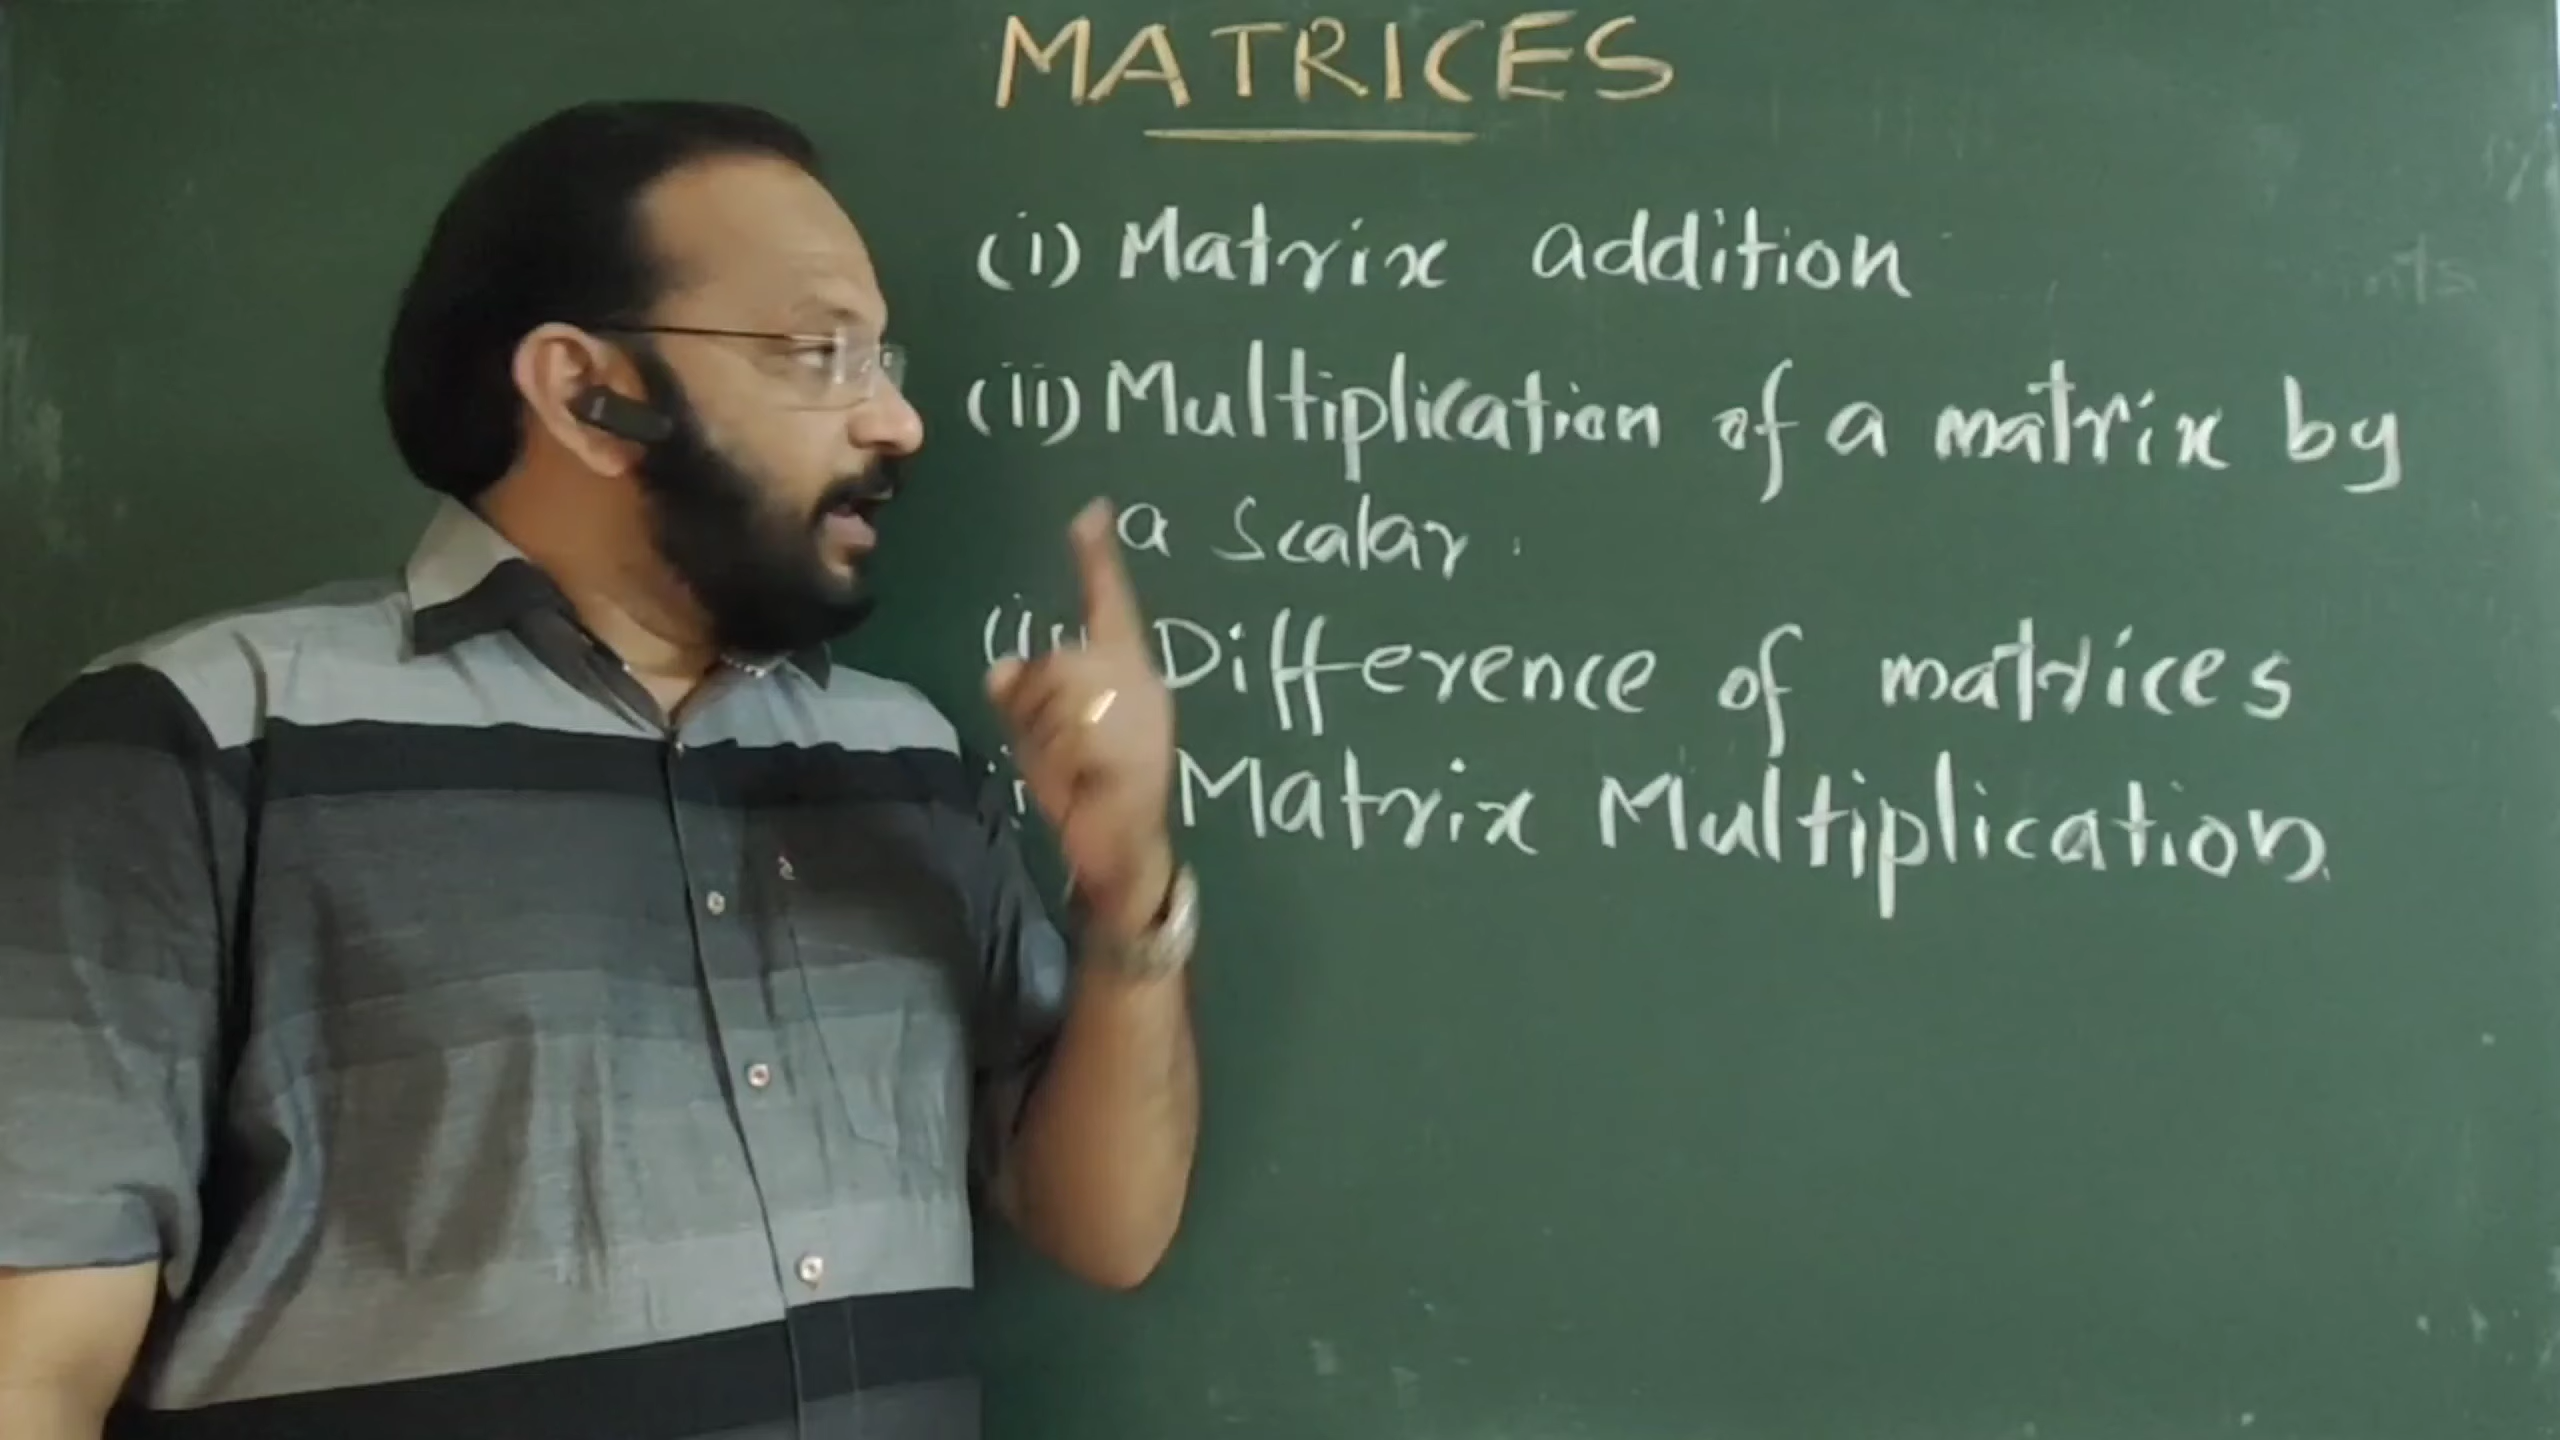 MATRICES
(i) Matrix addition
(ii) Multiplication of a matrix by
a scalar.
Difference of matrices
Matrix Multiplication.